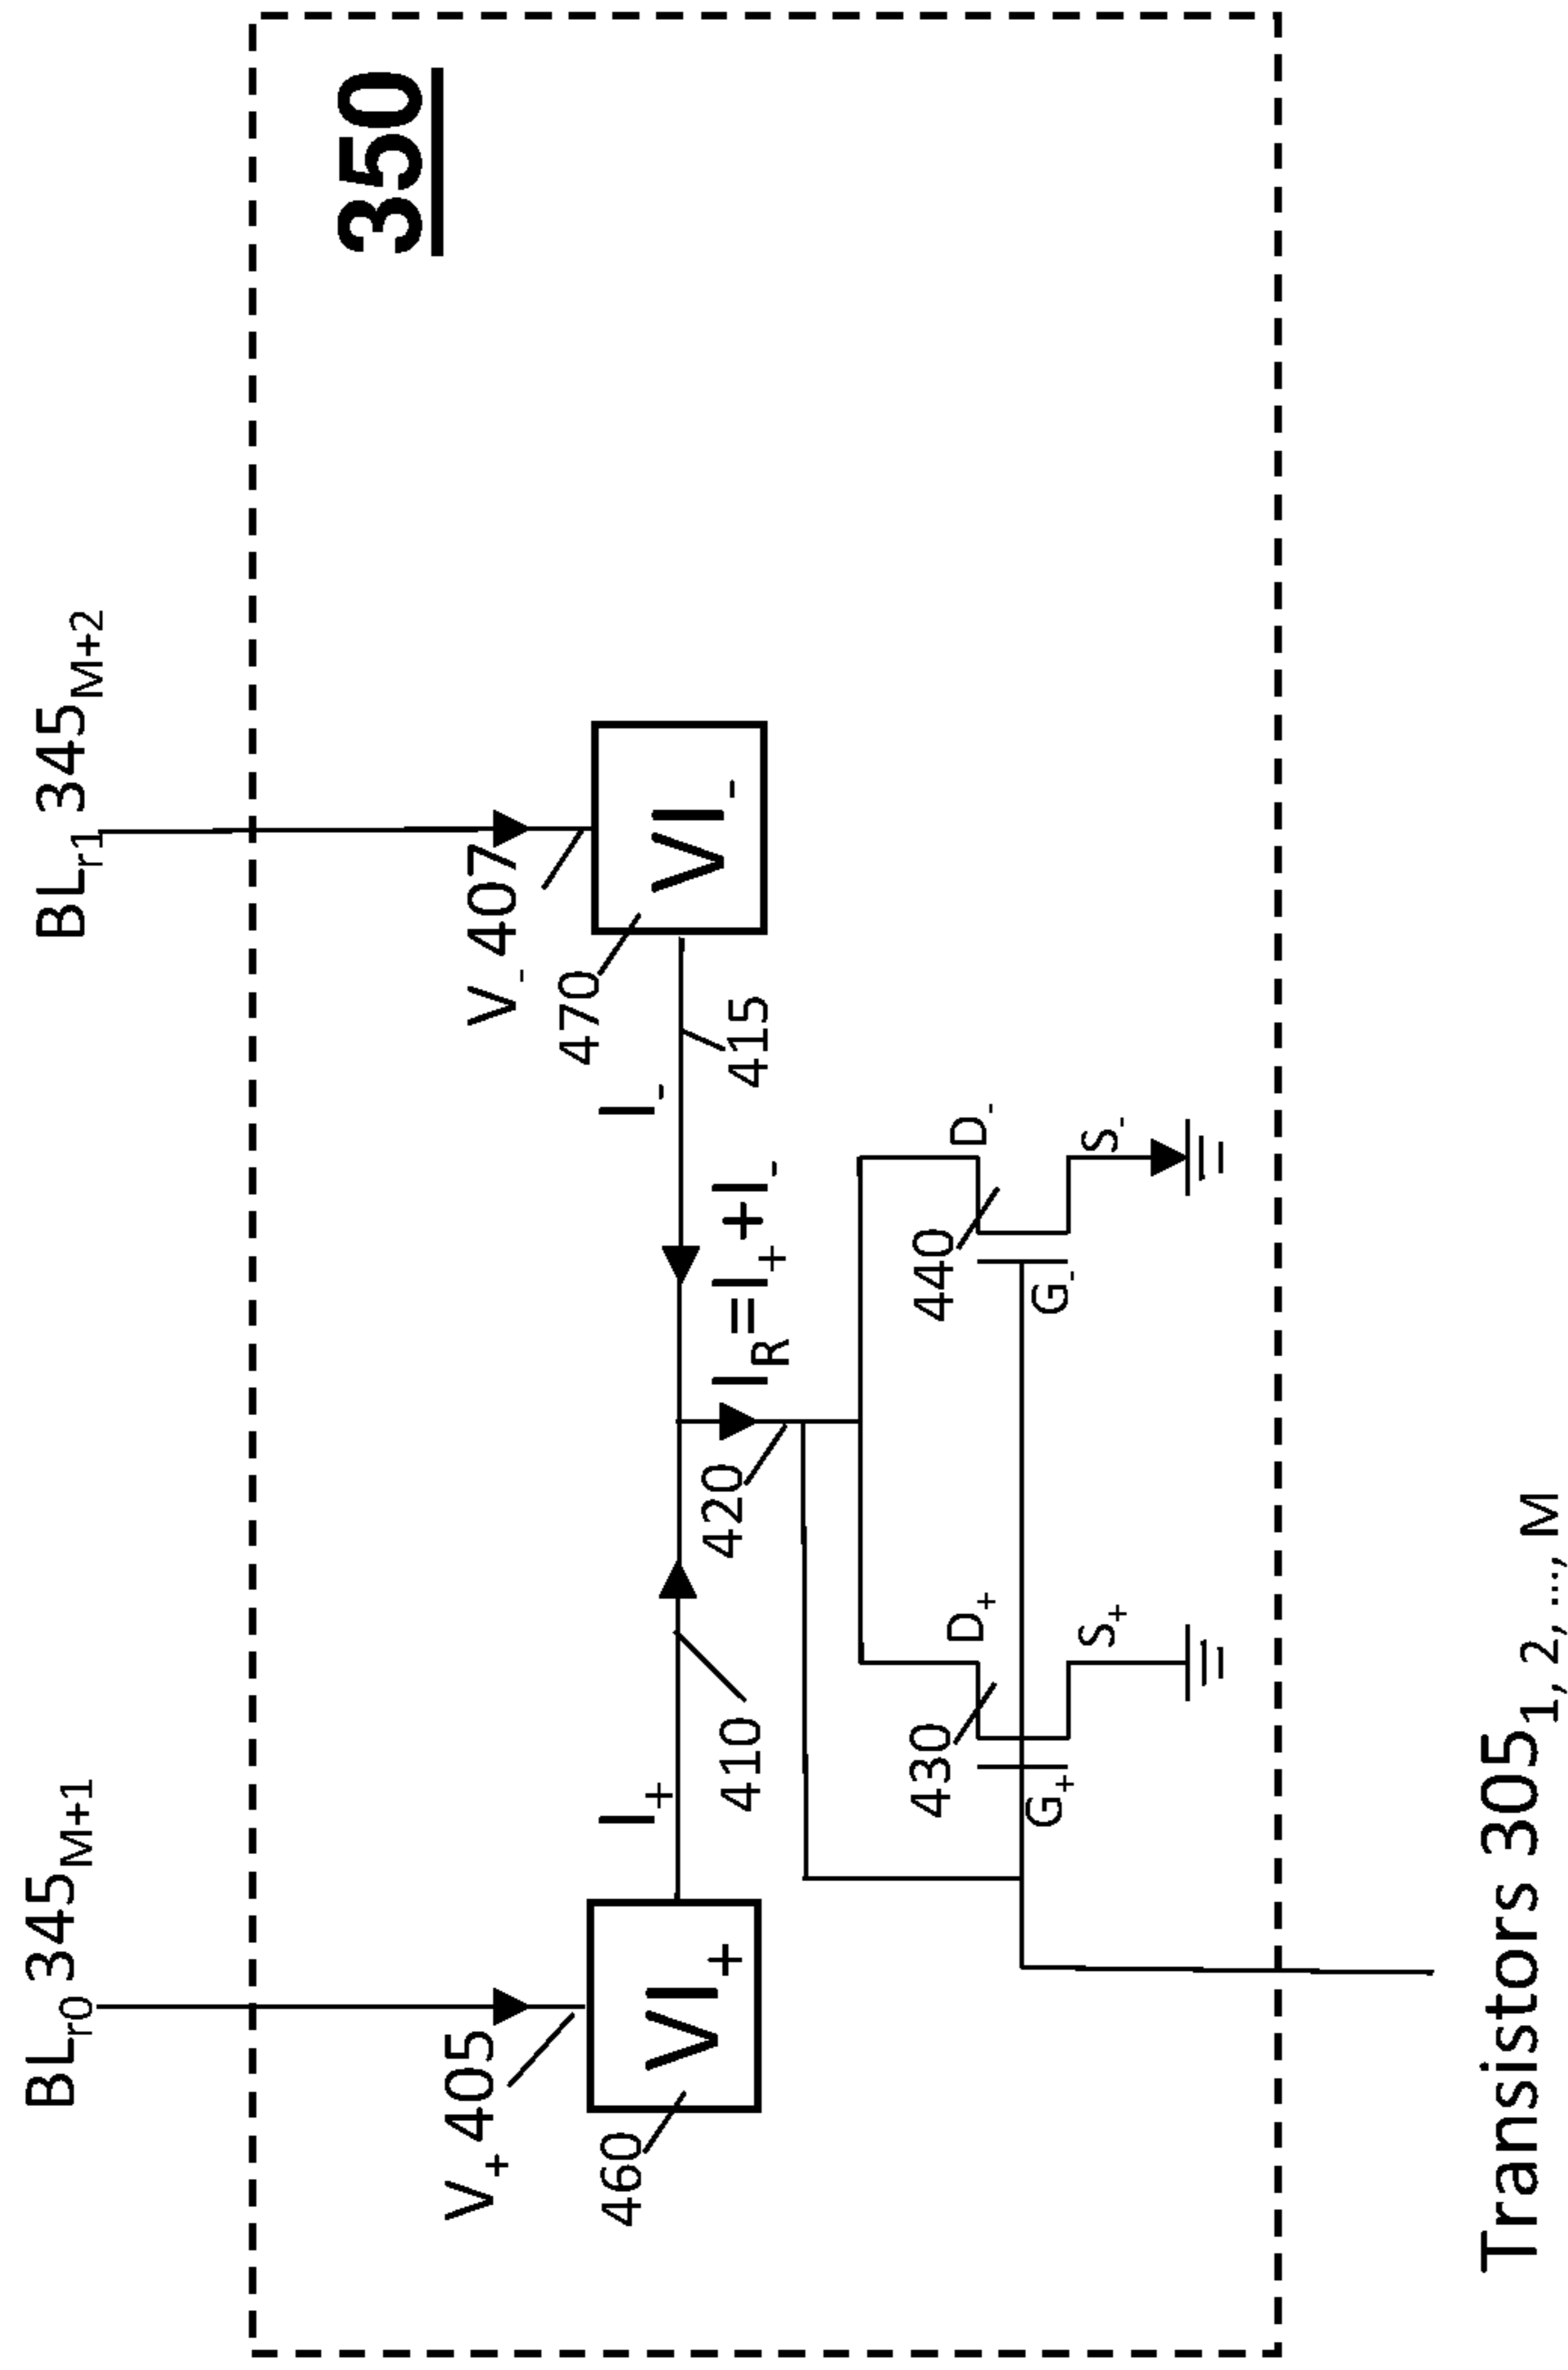 BLr0 345M+1
BLr1 345M+2
350
V+ 405
V- 407
460
VI+
470
VI-
I+
I-
410
415
420
IR=I++I-
430
D+
G+
S+
440
D-
G-
S-
Transistors 3051, 2, ..., M